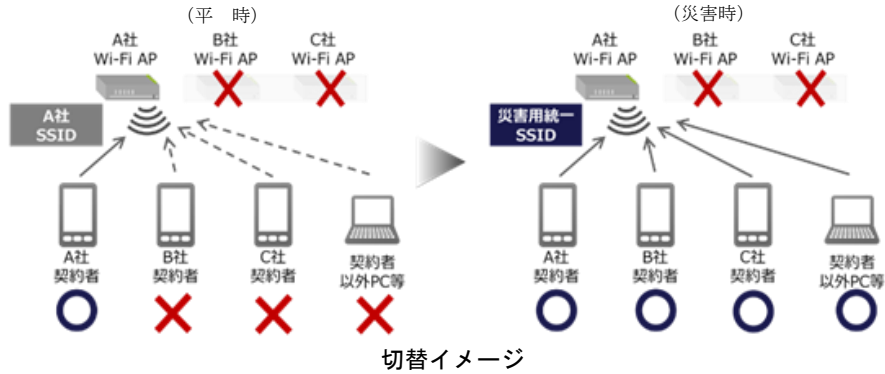 （平　時）
A社
Wi-Fi AP
B社
Wi-Fi AP
C社
Wi-Fi AP
A社
SSID
A社
契約者
B社
契約者
C社
契約者
契約者
以外PC等
（災害時）
A社
Wi-Fi AP
B社
Wi-Fi AP
C社
Wi-Fi AP
災害用統一
SSID
A社
契約者
B社
契約者
C社
契約者
契約者
以外PC等
切替イメージ